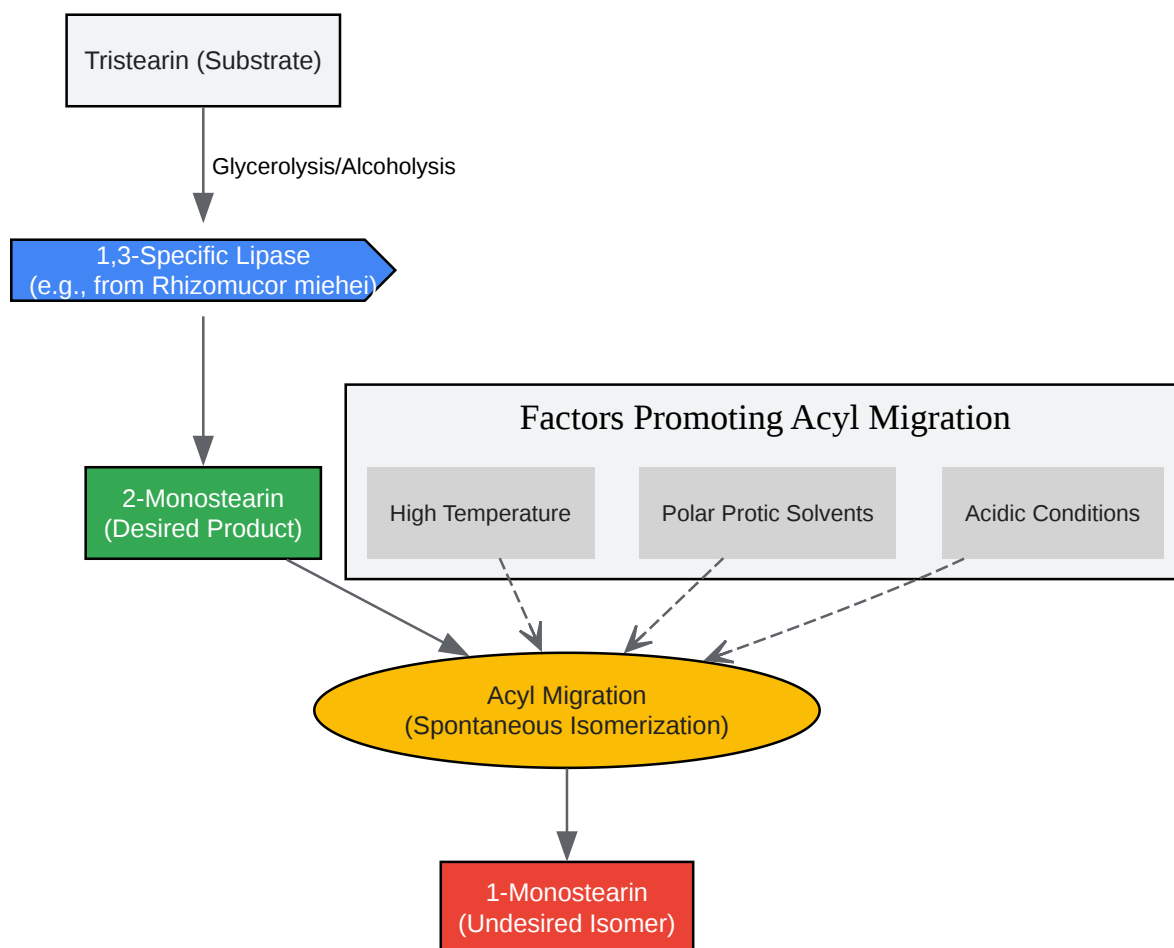 Tristearin (Substrate)
Glycerolysis/Alcoholysis
1,3-Specific Lipase
(e.g., from Rhizomucor miehei)
Factors Promoting Acyl Migration
High Temperature
Polar Protic Solvents
Acidic Conditions
2-Monostearin
(Desired Product)
Acyl Migration
(Spontaneous Isomerization)
1-Monostearin
(Undesired Isomer)